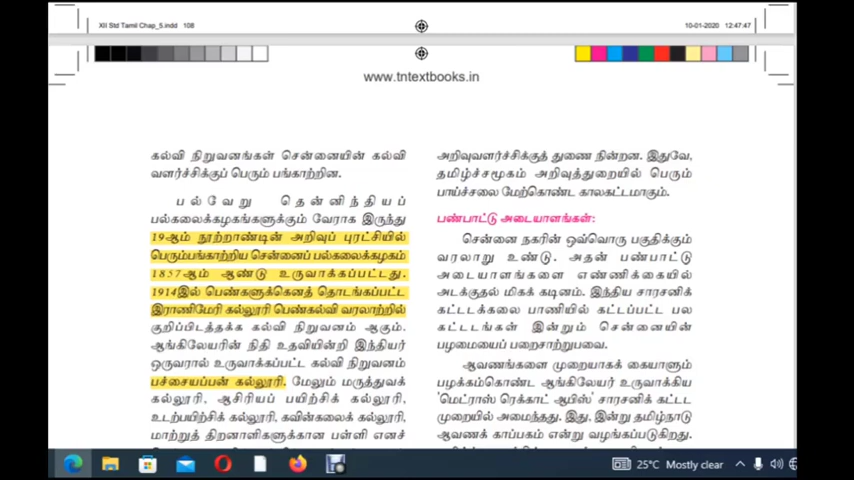 XII Std Tamil Chap_5.indd 108
10-01-2020 12:47:47
www.tntextbooks.in
கல்வி நிறுவனங்கள் சென்னையின் கல்வி
வளர்ச்சிக்குப் பெரும் பங்காற்றின.
பல்வேறு தென்னிந்தியப்
பல்கலைக்கழகங்களுக்கும் வேராக இருந்து
19ஆம் நூற்றாண்டின் அறிவுப் புரட்சியில்
பெரும்பங்காற்றிய சென்னைப் பல்கலைக்கழகம்
1857ஆம் ஆண்டு உருவாக்கப்பட்டது.
1914இல் பெண்களுக்கெனத் தொடங்கப்பட்ட
இராணிமேரி கல்லூரி பெண்கல்வி வரலாற்றில்
குறிப்பிடத்தக்க கல்வி நிறுவனம் ஆகும்.
ஆங்கிலேயரின் நிதி உதவியின்றி இந்தியர்
ஒருவரால் உருவாக்கப்பட்ட கல்வி நிறுவனம்
பச்சையப்பன் கல்லூரி. மேலும் மருத்துவக்
கல்லூரி, ஆசிரியப் பயிற்சிக் கல்லூரி,
உடற்பயிற்சிக் கல்லூரி, கவின்கலைக் கல்லூரி,
மாற்றுத் திறனாளிகளுக்கான பள்ளி எனச்
அறிவுவளர்ச்சிக்குத் துணை நின்றன. இதுவே,
தமிழ்ச்சமூகம் அறிவுத்துறையில் பெரும்
பாய்ச்சலை மேற்கொண்ட காலகட்டமாகும்.
பண்பாட்டு அடையாளங்கள்:
சென்னை நகரின் ஒவ்வொரு பகுதிக்கும்
வரலாறு உண்டு. அதன் பண்பாட்டு
அடையாளங்களை எண்ணிக்கையில்
அடக்குதல் மிகக் கடினம். இந்திய சாரசனிக்
கட்டடக்கலை பாணியில் கட்டப்பட்ட பல
கட்டடங்கள் இன்றும் சென்னையின்
பழமையைப் பறைசாற்றுபவை.
ஆவணங்களை முறையாகக் கையாளும்
பழக்கம்கொண்ட ஆங்கிலேயர் உருவாக்கிய
'மெட்ராஸ் ரெக்காட் ஆபிஸ்' சாரசனிக் கட்டட
முறையில் அமைந்தது. இது, இன்று தமிழ்நாடு
ஆவணக் காப்பகம் என்று வழங்கப்படுகிறது.
25°C Mostly clear